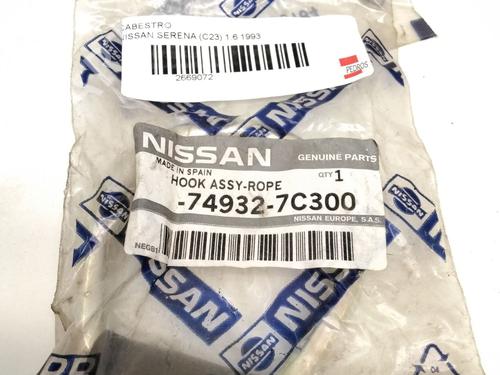 CABESTRO
NISSAN SERENA (C23) 1.6 1993
2669072
PEDROS
NISSAN
GENUINE PARTS
MADE IN SPAIN
HOOK ASSY-ROPE
QTY 1
-74932-7C300
NISSAN EUROPE, S.A.S.
NISSAN
NISSAN
NISSAN